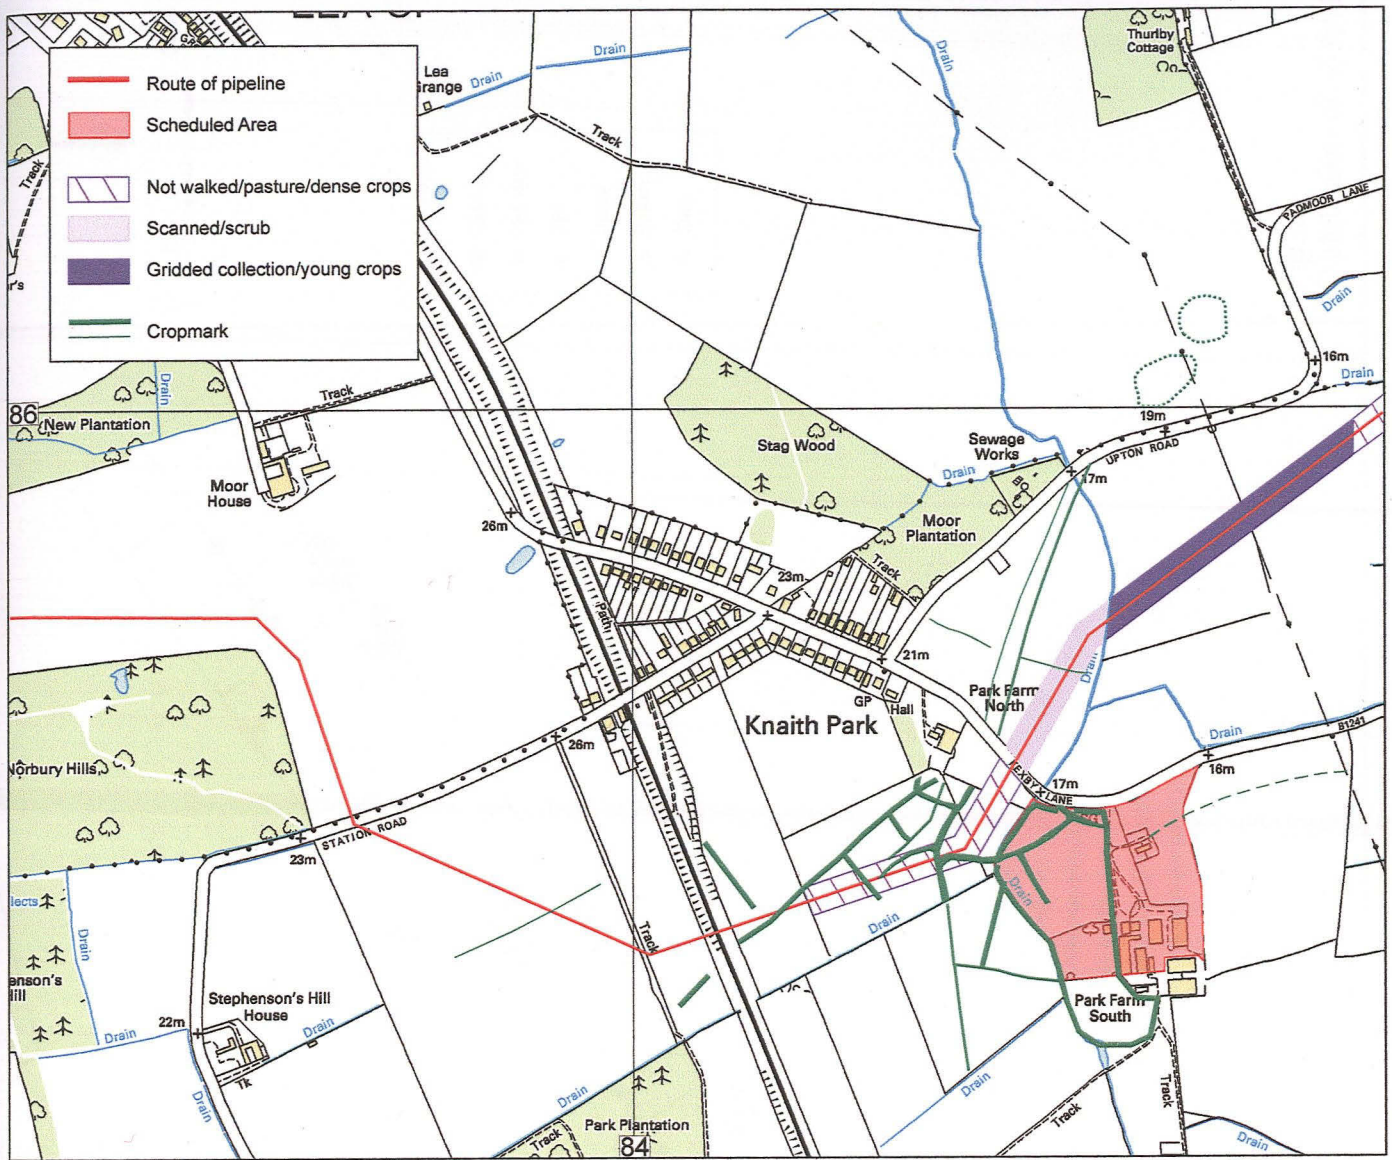 Route of pipeline
Scheduled Area
Not walked/pasture/dense crops
Scanned/scrub
Gridded collection/young crops
Cropmark
Lea
Grange
Drain
Drain
Drain
Thurlby
Cottage
Track
Track
PADMOOR LANE
Drain
16m
Drain
86
New Plantation
Drain
Track
Moor
House
Stag Wood
19m
UPTON ROAD
Sewage
Works
Drain
17m
26m
Moor
Plantation
Track
23m
Path
21m
Drain
Park Farm
North
GP
Hall
Knaith Park
26m
Norbury Hills
Drain
B1241
16m
KEXBY LANE
17m
STATION ROAD
23m
Drain
Drain
Track
Drain
Stephenson's Hill
House
22m
Drain
Drain
Tk
Drain
Park Farm
South
Drain
Drain
Track
Track
Park Plantation
Track
84
Drain